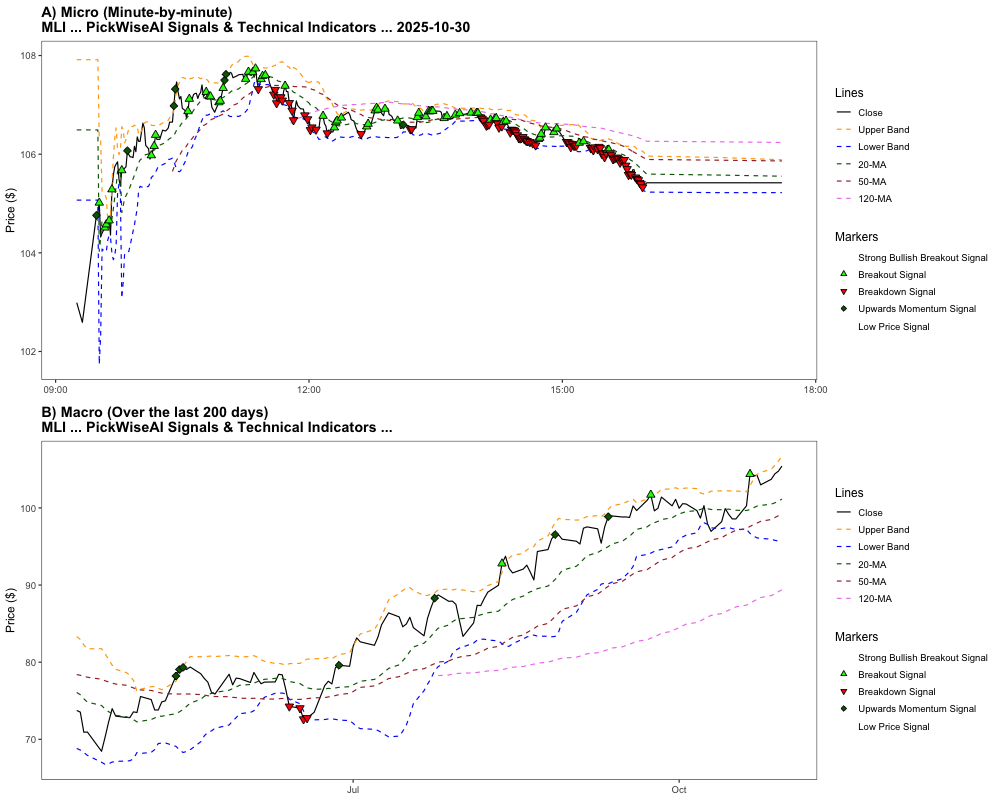 A) Micro (Minute-by-minute)
MLI ... PickWiseAI Signals & Technical Indicators ... 2025-10-30
Price ($)
108
106
104
102
09:00
12:00
15:00
18:00
Lines
Close
Upper Band
Lower Band
20-MA
50-MA
120-MA
Markers
Strong Bullish Breakout Signal
Breakout Signal
Breakdown Signal
Upwards Momentum Signal
Low Price Signal
B) Macro (Over the last 200 days)
MLI ... PickWiseAI Signals & Technical Indicators ...
Price ($)
100
90
80
70
Jul
Oct
Lines
Close
Upper Band
Lower Band
20-MA
50-MA
120-MA
Markers
Strong Bullish Breakout Signal
Breakout Signal
Breakdown Signal
Upwards Momentum Signal
Low Price Signal